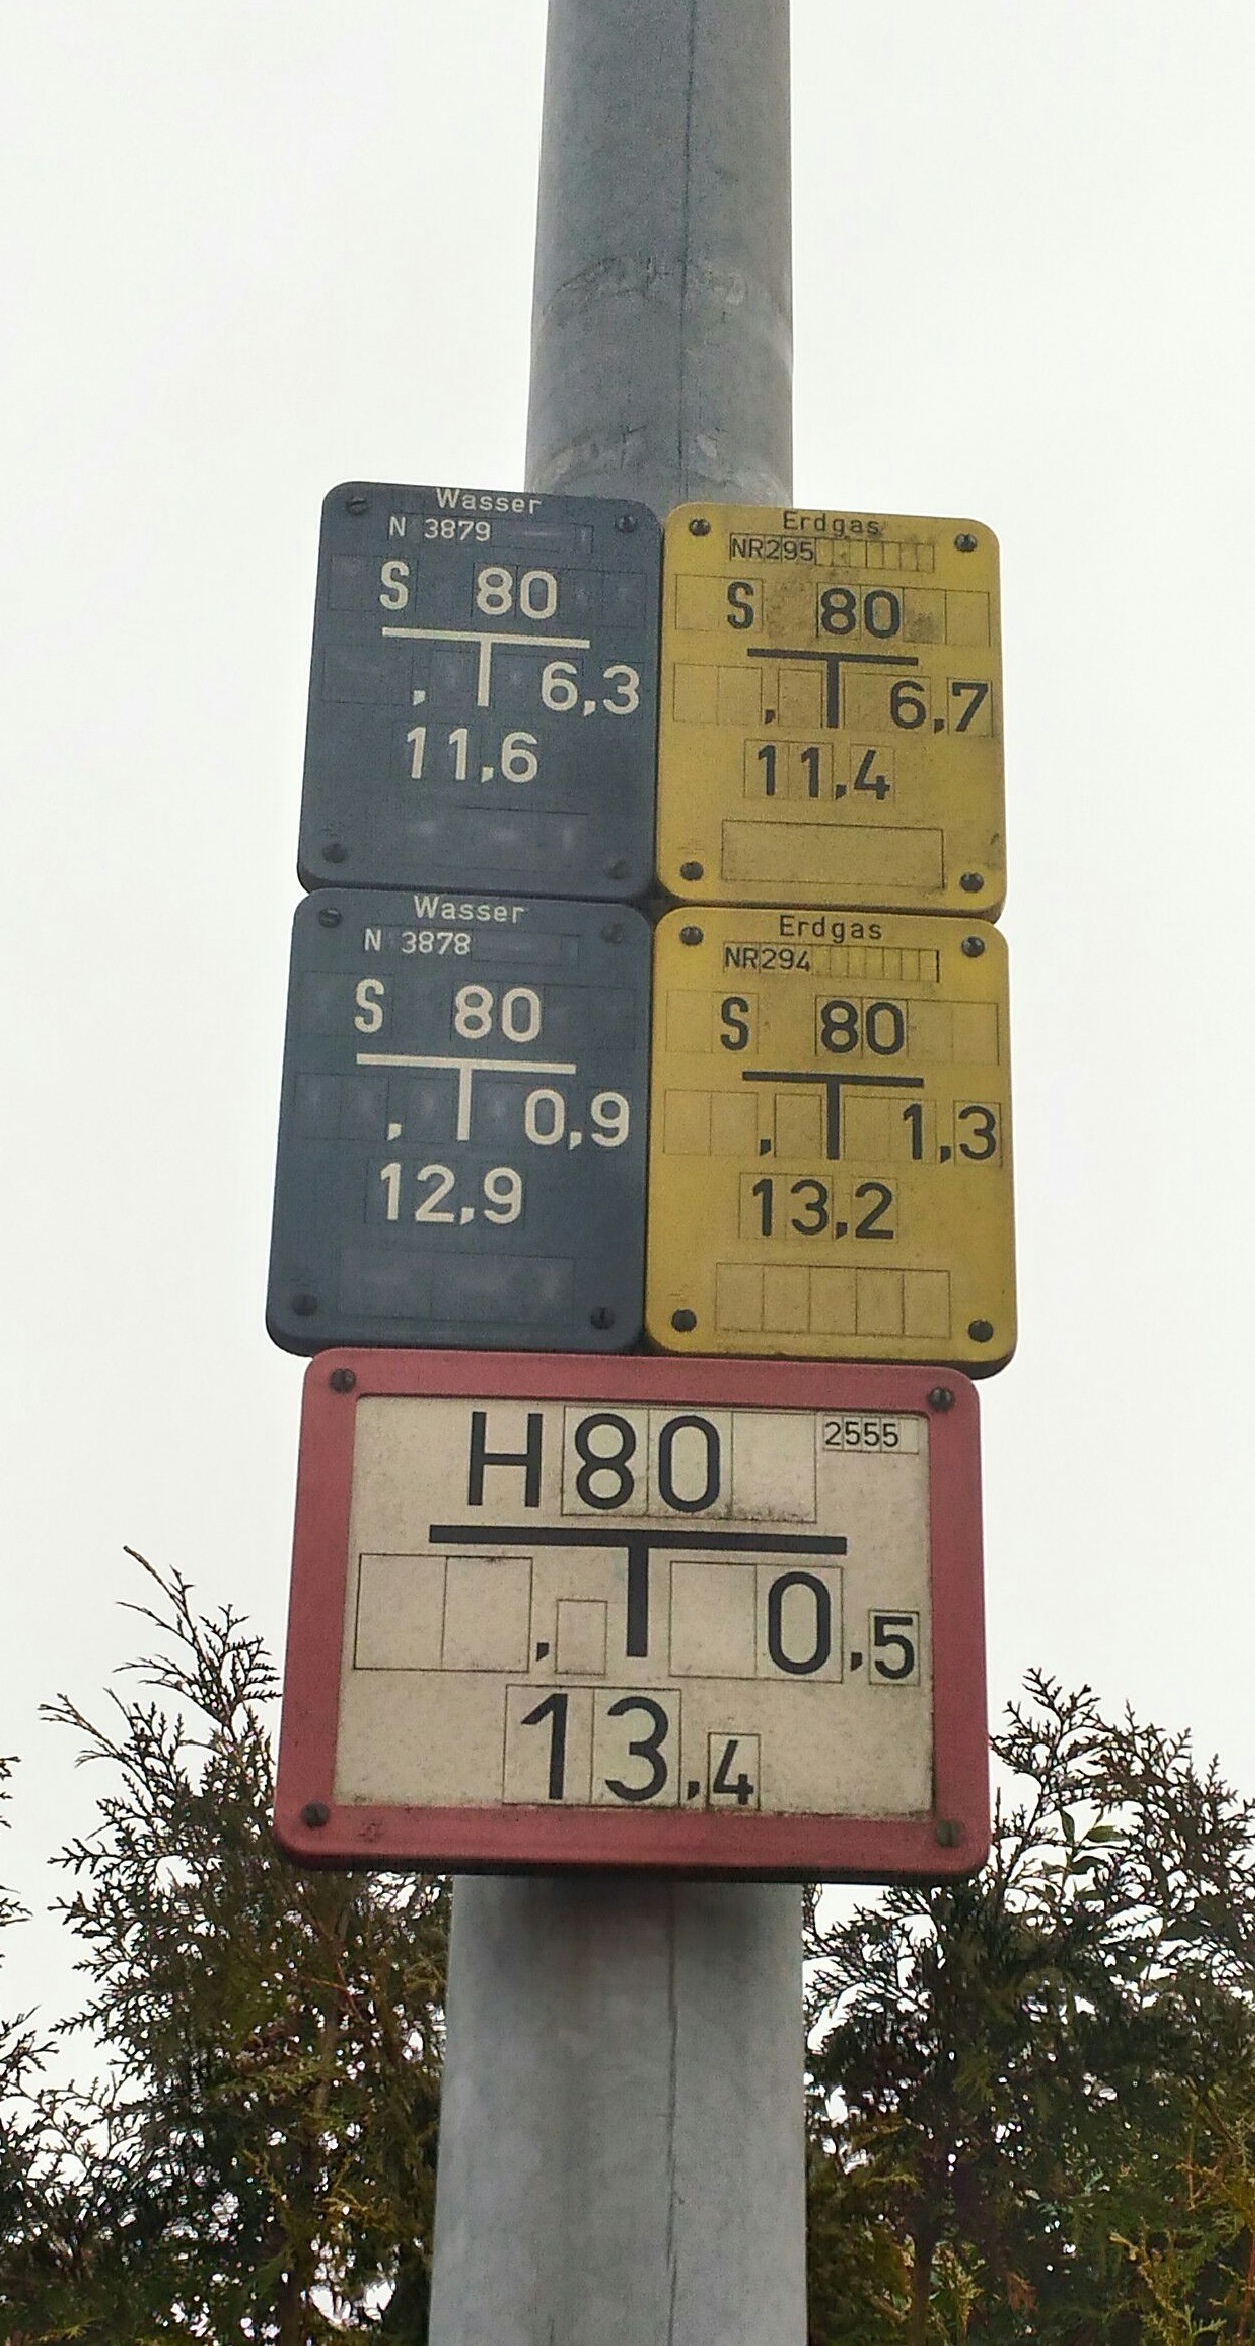 Wasser
N 3879
S 80
, 6,3
11,6
Erdgas
NR295
S 80
, 6,7
11,4
Wasser
N 3878
S 80
, 0,9
12,9
Erdgas
NR294
S 80
, 1,3
13,2
H80 2555
, 0,5
13,4